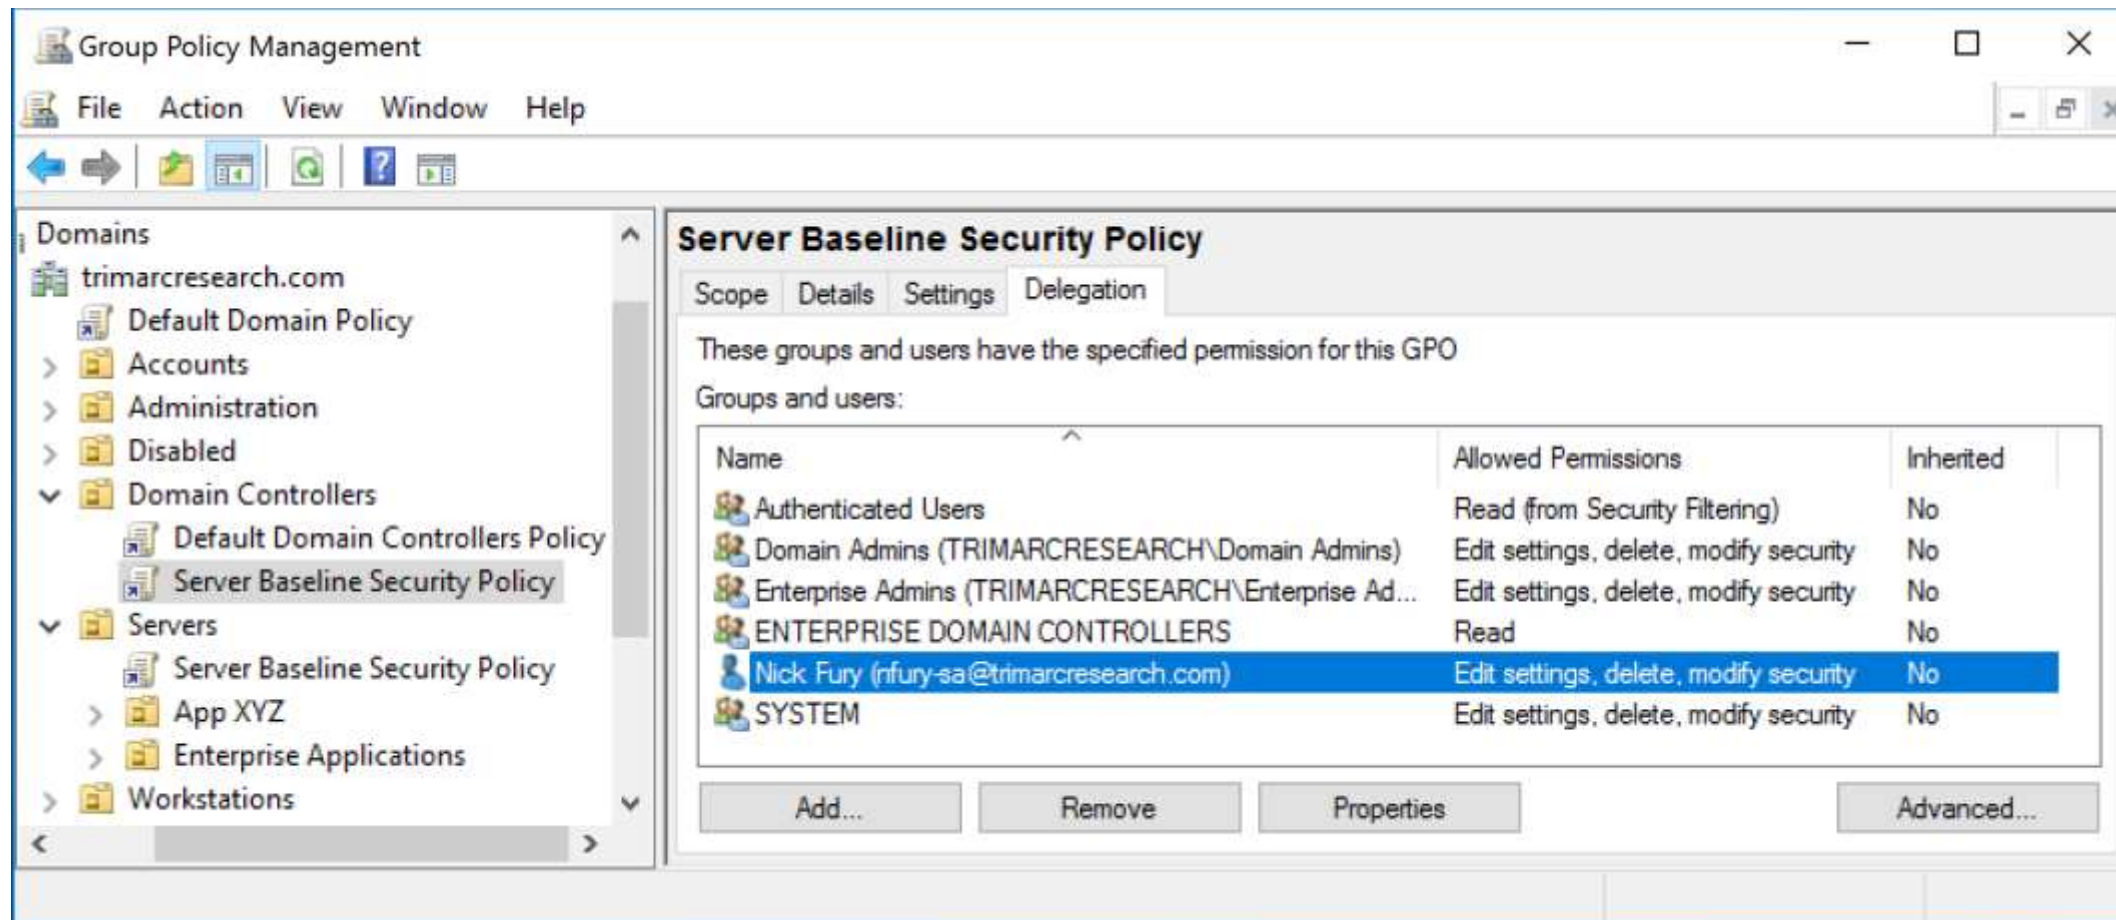 Group Policy Management
File Action View Window Help
Domains
trimarcresearch.com
Default Domain Policy
Accounts
Administration
Disabled
Domain Controllers
Default Domain Controllers Policy
Server Baseline Security Policy
Servers
Server Baseline Security Policy
App XYZ
Enterprise Applications
Workstations
Server Baseline Security Policy
Scope Details Settings Delegation
These groups and users have the specified permission for this GPO
Groups and users:
Name Allowed Permissions Inherited
Authenticated Users Read (from Security Filtering) No
Domain Admins (TRIMARCRESEARCH\Domain Admins) Edit settings, delete, modify security No
Enterprise Admins (TRIMARCRESEARCH\Enterprise Ad... Edit settings, delete, modify security No
ENTERPRISE DOMAIN CONTROLLERS Read No
Nick Fury (nfury-sa@trimarcresearch.com) Edit settings, delete, modify security No
SYSTEM Edit settings, delete, modify security No
Add... Remove Properties Advanced...